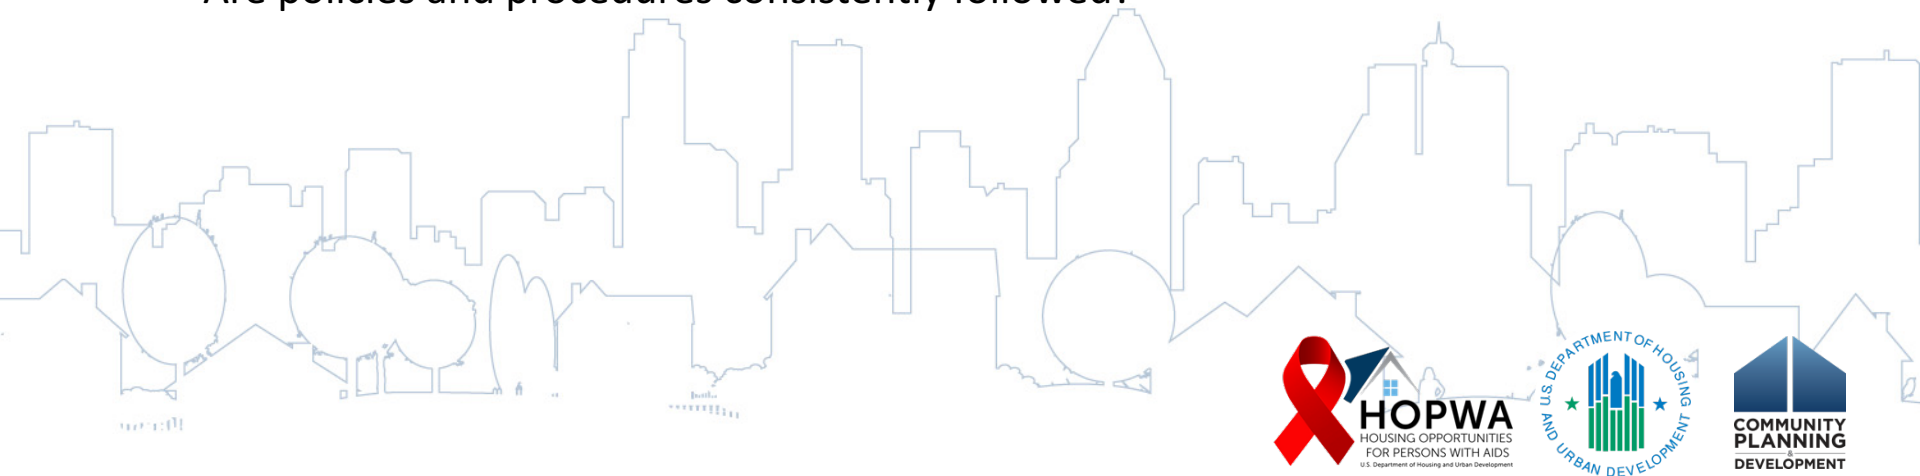 Are policies and procedures consistently followed?
HOPWA
HOUSING OPPORTUNITIES
FOR PERSONS WITH AIDS
U.S. Department of Housing and Urban Development
U.S. DEPARTMENT OF HOUSING
AND URBAN DEVELOPMENT
COMMUNITY
PLANNING
&
DEVELOPMENT